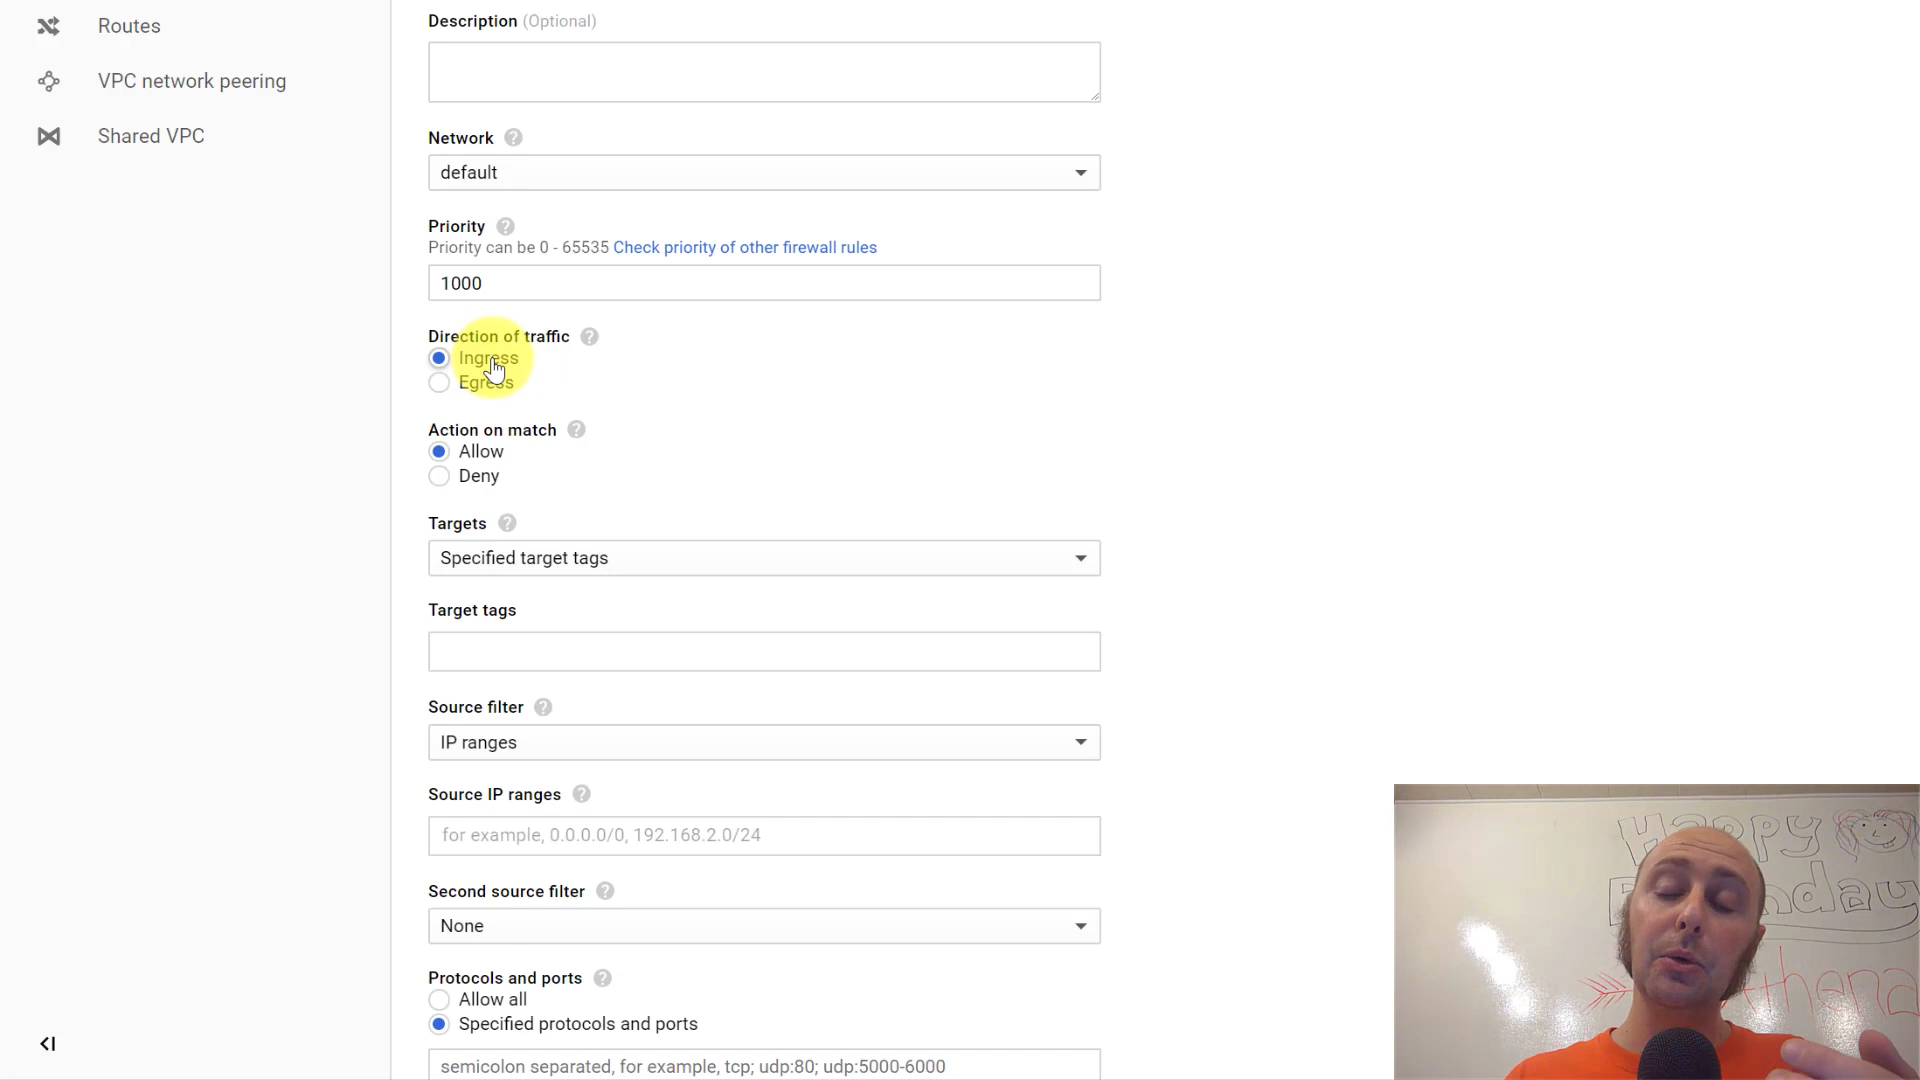 Routes
VPC network peering
Shared VPC
Description (Optional)
Network
default
Priority
Priority can be 0 - 65535 Check priority of other firewall rules
1000
Direction of traffic
Ingress
Egress
Action on match
Allow
Deny
Targets
Specified target tags
Target tags
Source filter
IP ranges
Source IP ranges
for example, 0.0.0.0/0, 192.168.2.0/24
Second source filter
None
Protocols and ports
Allow all
Specified protocols and ports
semicolon separated, for example, tcp; udp:80; udp:5000-6000
Happy